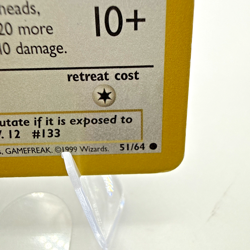 heads,
20 more
10 damage.
10+
retreat cost
utate if it is exposed to
. 12 #133
, GAMEFREAK. ©1999 Wizards. 51/64